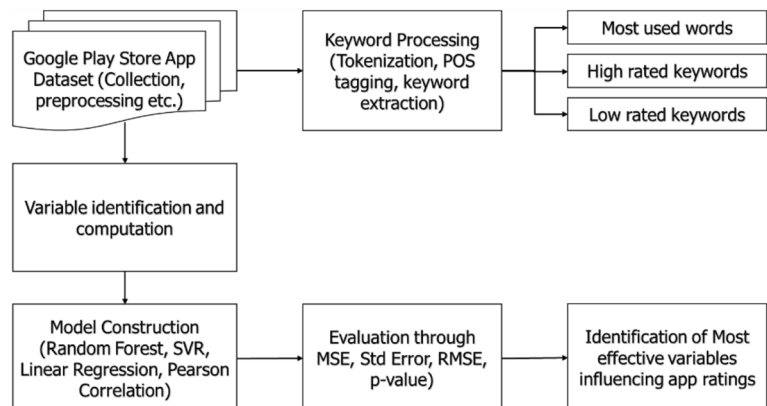 Google Play Store App
Dataset (Collection,
preprocessing etc.)
Keyword Processing
(Tokenization, POS
tagging, keyword
extraction)
Most used words
High rated keywords
Low rated keywords
Variable identification and
computation
Model Construction
(Random Forest, SVR,
Linear Regression, Pearson
Correlation)
Evaluation through
MSE, Std Error, RMSE,
p-value)
Identification of Most
effective variables
influencing app ratings